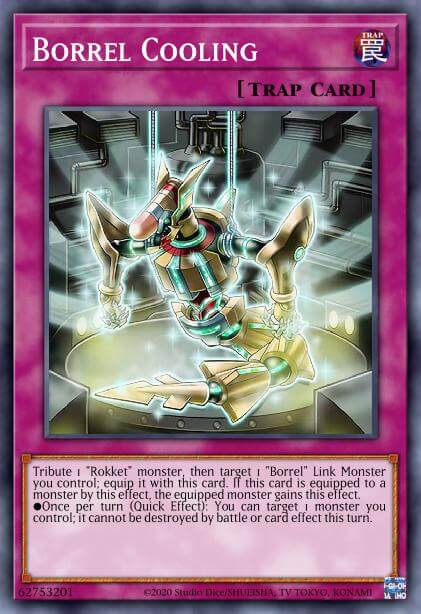 BORREL COOLING
TRAP
罠
[TRAP CARD]
Tribute 1 "Rokket" monster, then target 1 "Borrel" Link Monster
you control; equip it with this card. If this card is equipped to a
monster by this effect, the equipped monster gains this effect.
●Once per turn (Quick Effect): You can target 1 monster you
control; it cannot be destroyed by battle or card effect this turn.
62753201
©2020 Studio Dice/SHUEISHA, TV TOKYO, KONAMI